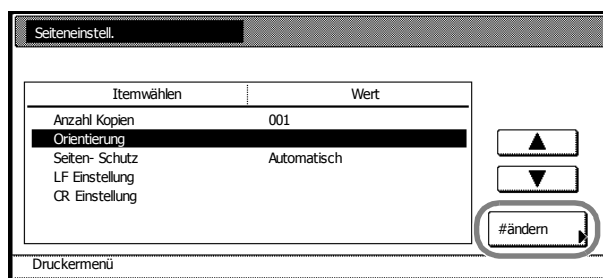 Seiteneinstell.
Itemwählen Wert
Anzahl Kopien 001
Orientierung
Seiten- Schutz Automatisch
LF Einstellung
CR Einstellung
#ändern
Druckermenü